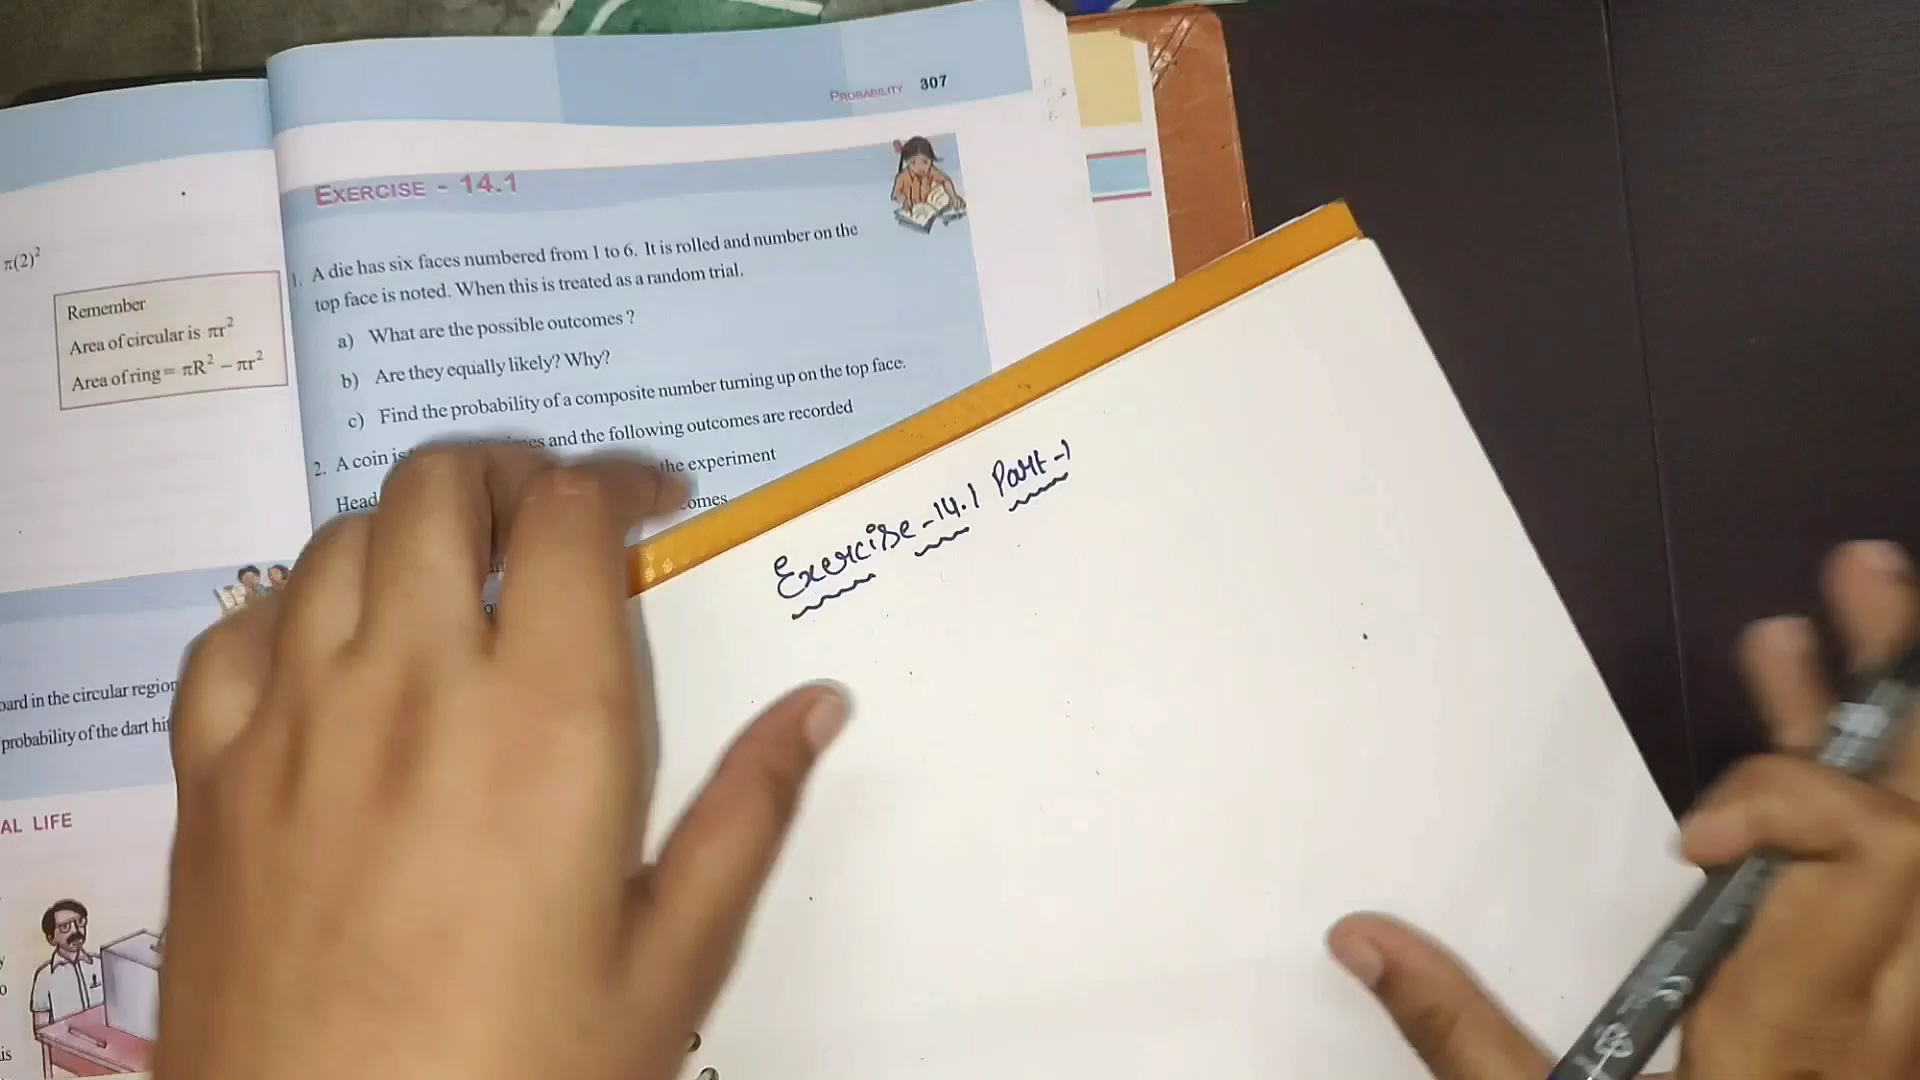 PROBABILITY 307
EXERCISE - 14.1
π(2)²
Remember
Area of circular is πr²
Area of ring = πR² − πr²
1. A die has six faces numbered from 1 to 6. It is rolled and number on the
top face is noted. When this is treated as a random trial.
a) What are the possible outcomes ?
b) Are they equally likely? Why?
c) Find the probability of a composite number turning up on the top face.
2. A coin is and the following outcomes are recorded
Head the experiment
Exercise -14.1 Part -1
in the circular region
probability of the dart hit
AL LIFE
is